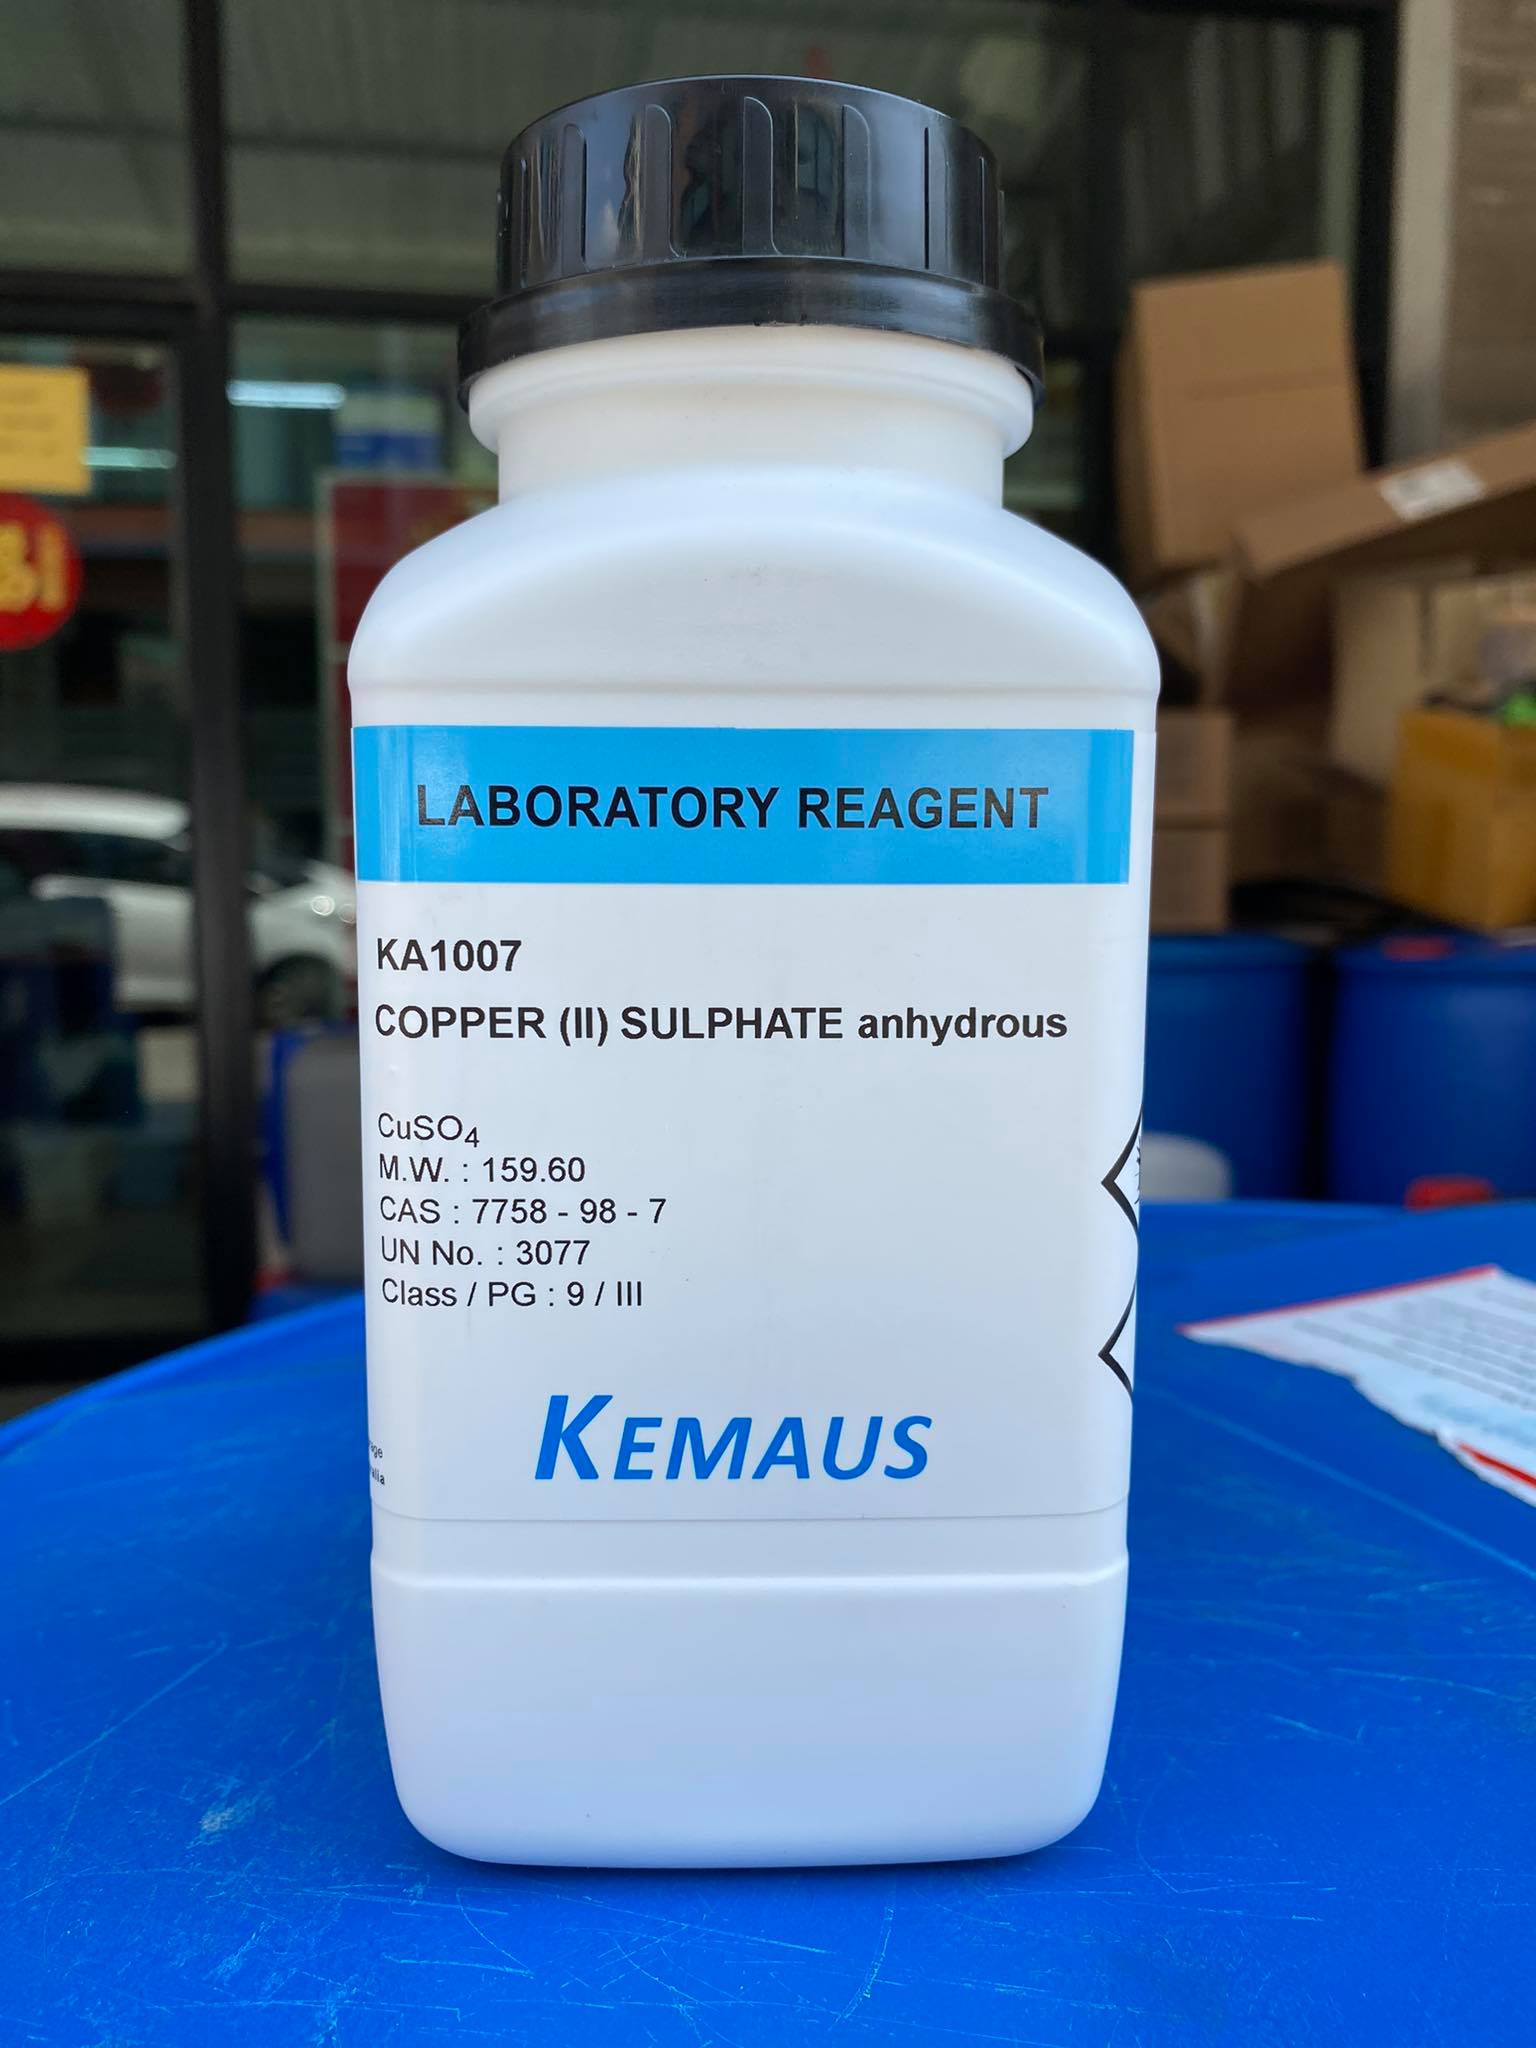 LABORATORY REAGENT
KA1007
COPPER (II) SULPHATE anhydrous
CuSO4
M.W. : 159.60
CAS : 7758 - 98 - 7
UN No. : 3077
Class / PG : 9 / III
KEMAUS